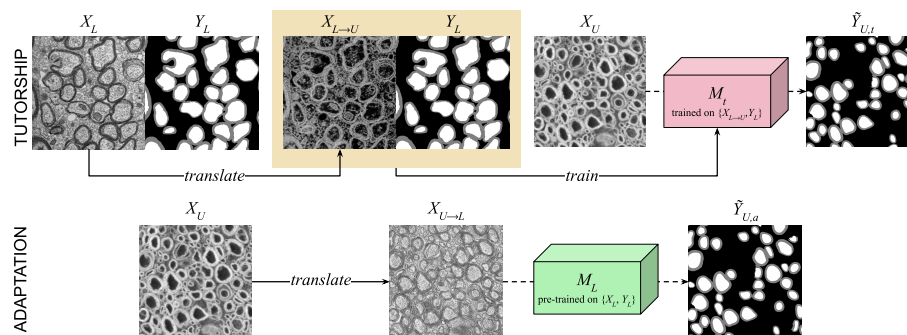 TUTORSHIP
X_L Y_L X_{L→U} Y_L X_U Ỹ_{U,t}
M_t
trained on {X_{L→U}, Y_L}
translate train
ADAPTATION
X_U X_{U→L} Ỹ_{U,a}
translate
M_L
pre-trained on {X_L, Y_L}